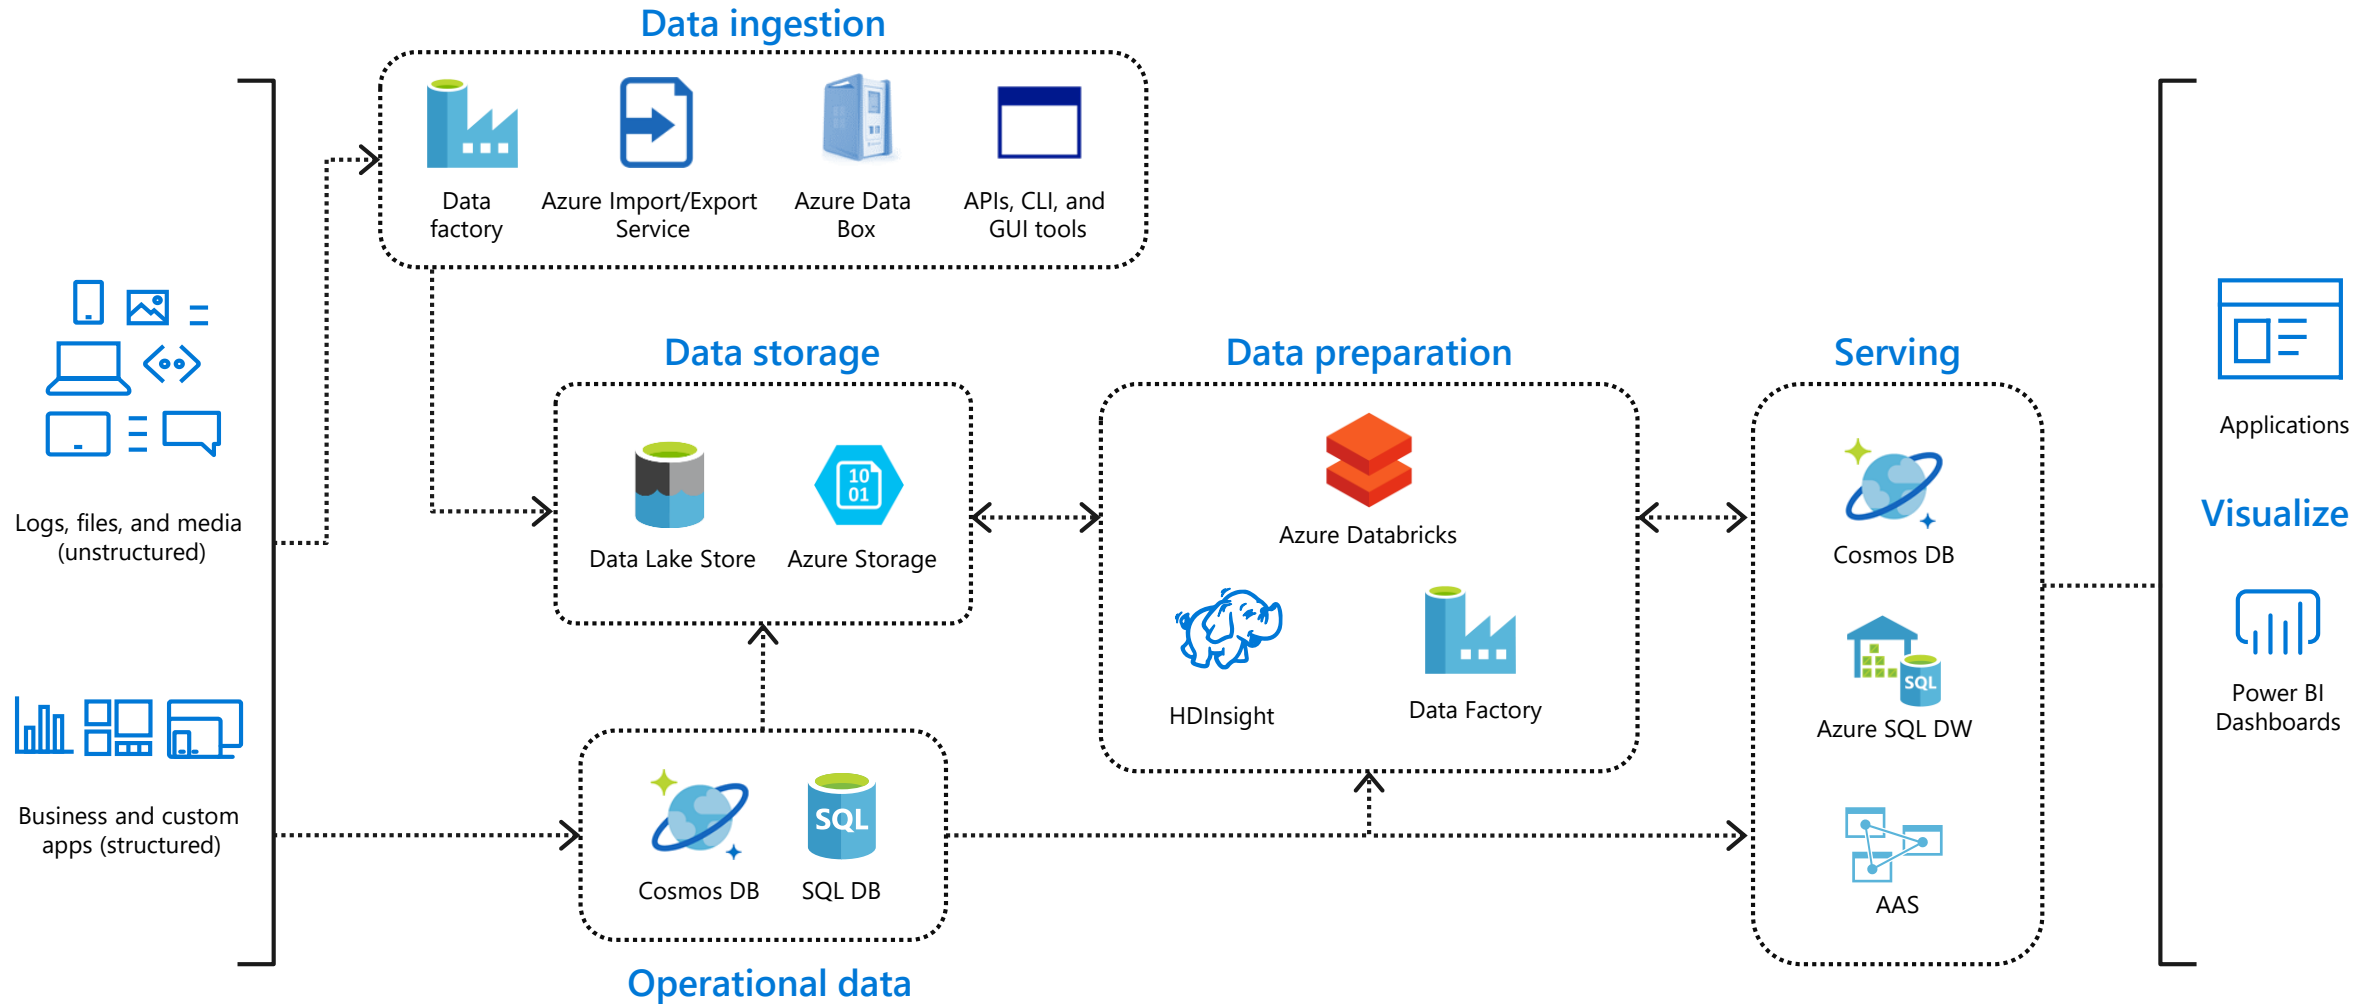 Data ingestion
Data
factory
Azure Import/Export
Service
Azure Data
Box
APIs, CLI, and
GUI tools
Logs, files, and media
(unstructured)
Business and custom
apps (structured)
Data storage
Data Lake Store
10
01
Azure Storage
Data preparation
Azure Databricks
HDInsight
Data Factory
Serving
Cosmos DB
SQL
Azure SQL DW
AAS
Cosmos DB
SQL
SQL DB
Operational data
Applications
Visualize
Power BI
Dashboards